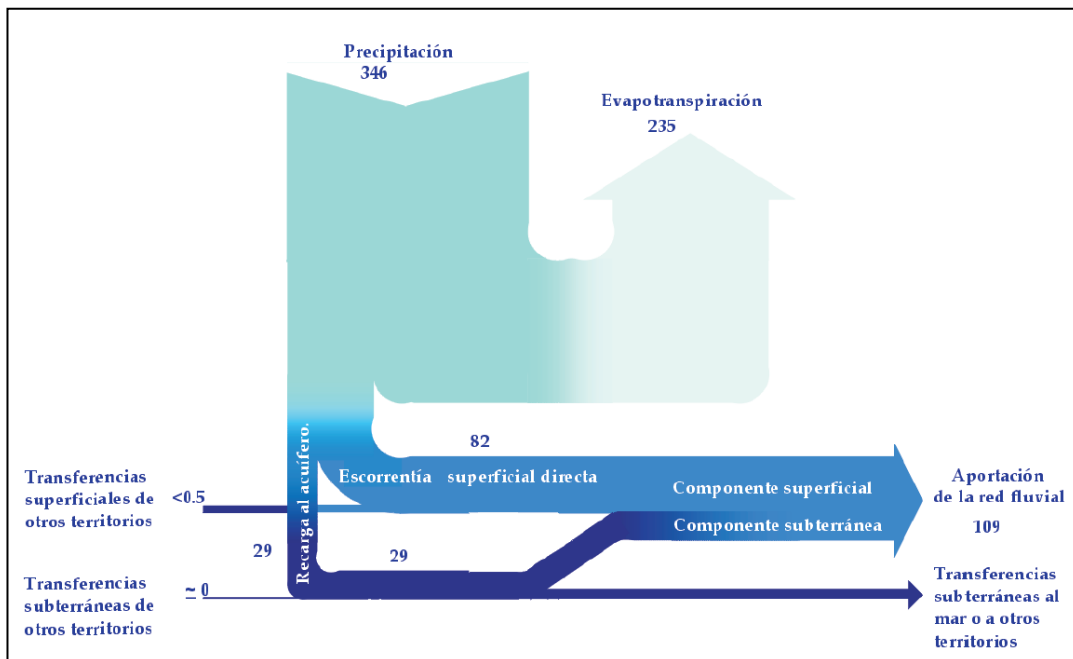 Precipitación
346
Evapotranspiración
235
82
Recarga al acuífero.
Escorrentía superficial directa
Componente superficial
Componente subterránea
Transferencias
superficiales de
otros territorios
<0.5
Aportación
de la red fluvial
109
29
29
Transferencias
subterráneas de
otros territorios
~ 0
Transferencias
subterráneas al
mar o a otros
territorios